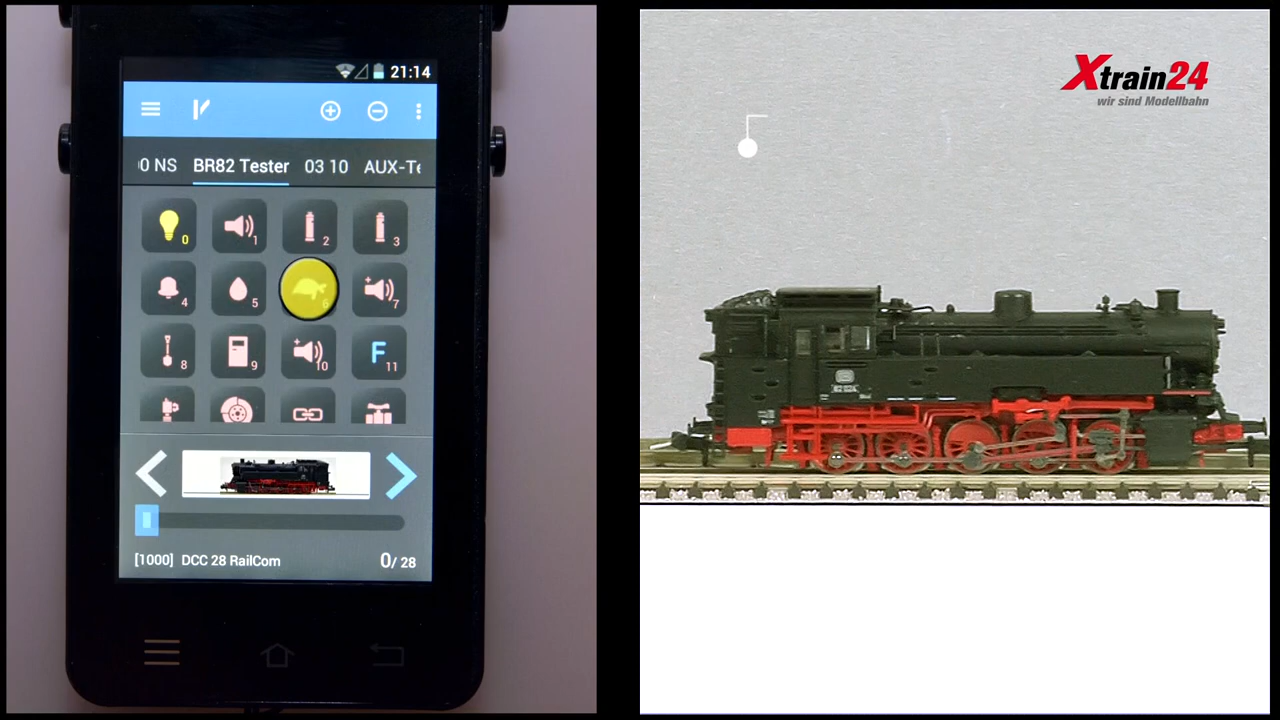 21:14
0 NS BR82 Tester 03 10 AUX-Te
0 1 2 3
4 5 6 7
8 9 10 F 11
[1000] DCC 28 RailCom 0/ 28
Xtrain24
wir sind Modellbahn